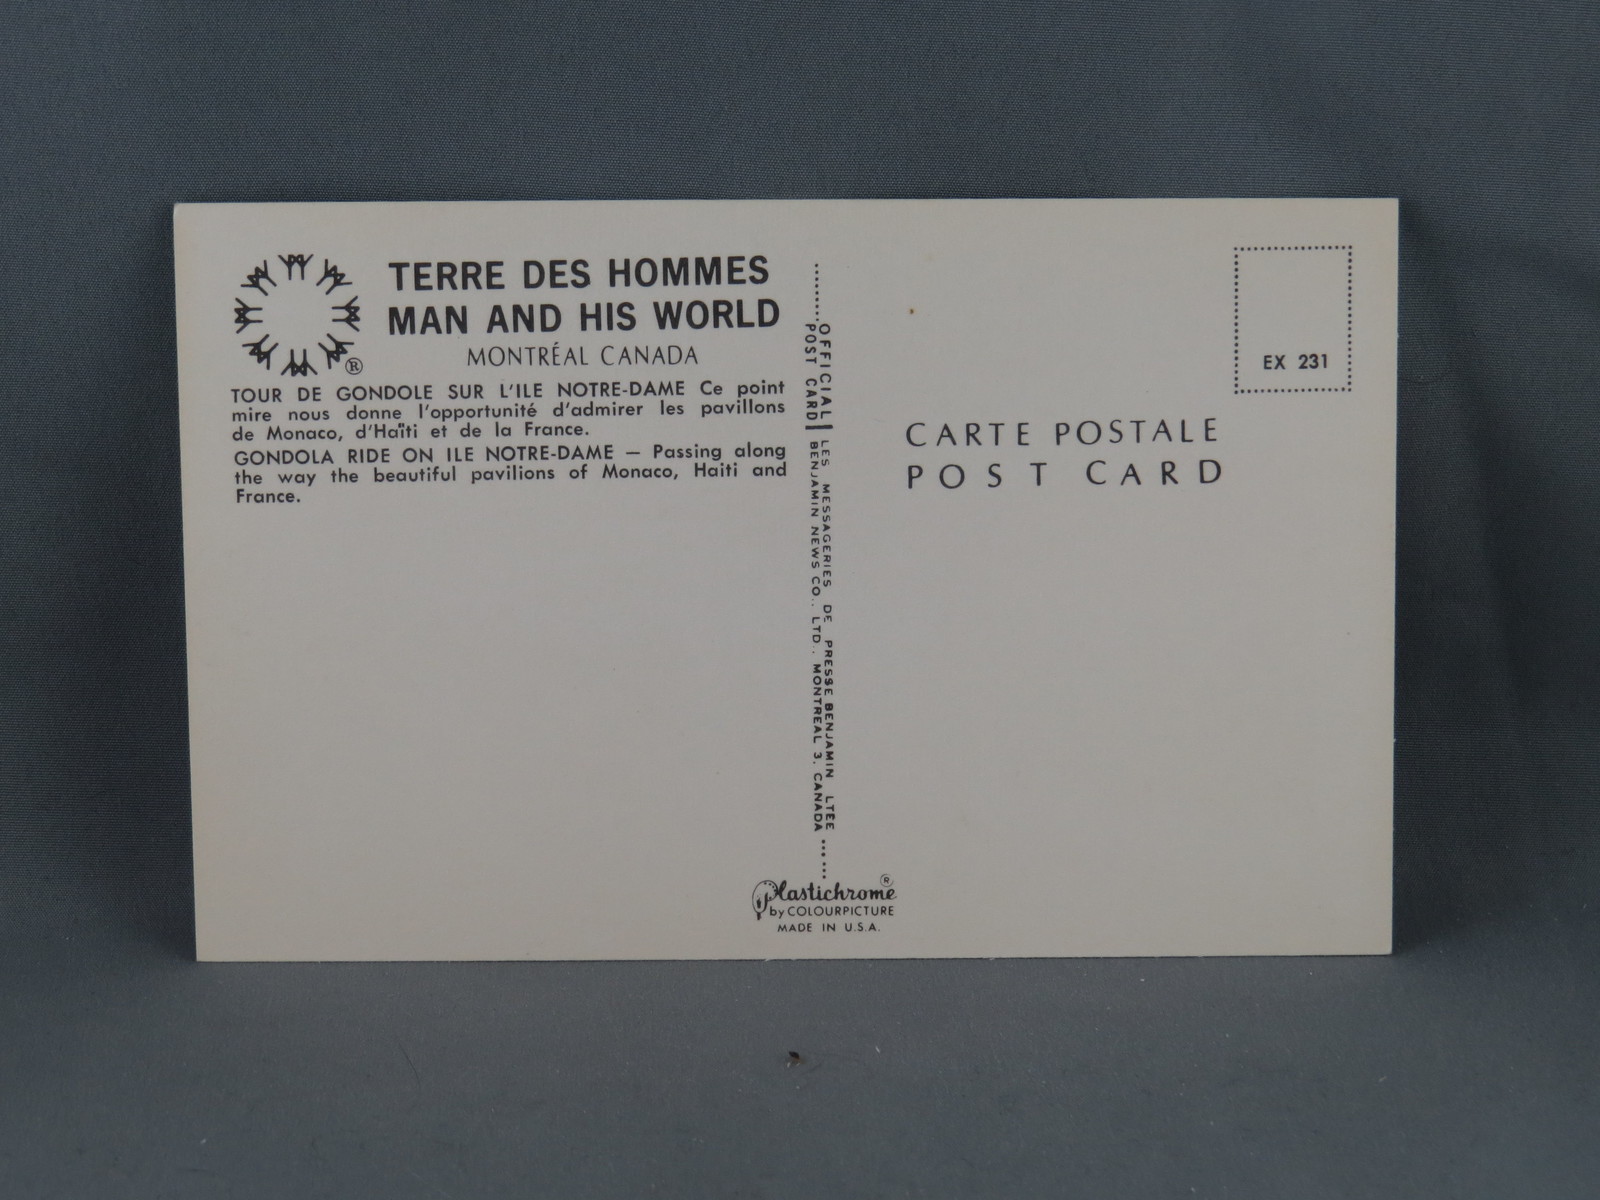 TERRE DES HOMMES
MAN AND HIS WORLD
MONTRÉAL CANADA
®
TOUR DE GONDOLE SUR L'ILE NOTRE-DAME Ce point
mire nous donne l'opportunité d'admirer les pavillons
de Monaco, d'Haïti et de la France.
GONDOLA RIDE ON ILE NOTRE-DAME — Passing along
the way the beautiful pavilions of Monaco, Haiti and
France.
OFFICIAL LES MESSAGERIES DE PRESSE BENJAMIN LTEE
POST CARD BENJAMIN NEWS CO., LTD., MONTREAL 3, CANADA
EX 231
CARTE POSTALE
POST CARD
Plastichrome ®
by COLOURPICTURE
MADE IN U.S.A.